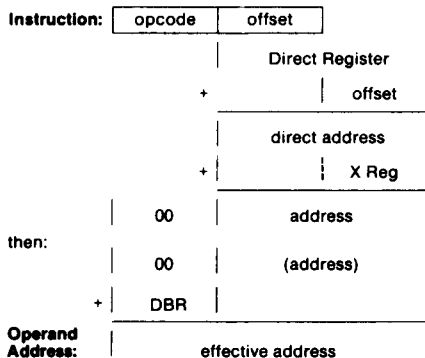 Instruction: opcode offset
Direct Register
+ offset
direct address
+ X Reg
00 address
then:
00 (address)
+ DBR
Operand
Address: effective address